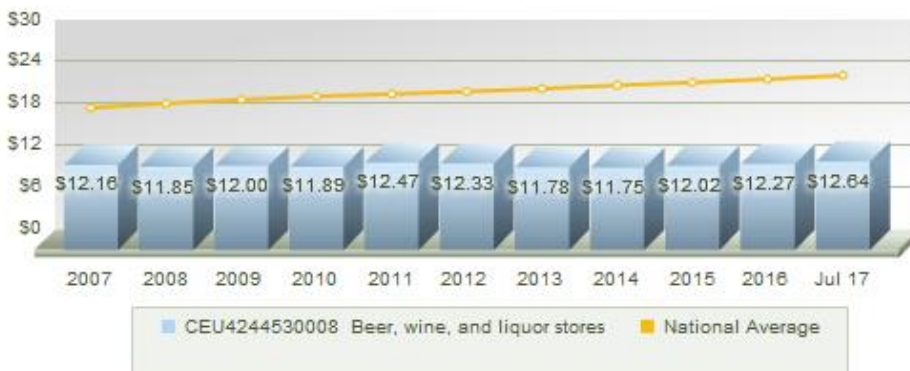 $30
$24
$18
$12
$6
$0
$12.16 $11.85 $12.00 $11.89 $12.47 $12.33 $11.78 $11.75 $12.02 $12.27 $12.64
2007 2008 2009 2010 2011 2012 2013 2014 2015 2016 Jul 17
CEU4244530008 Beer, wine, and liquor stores National Average